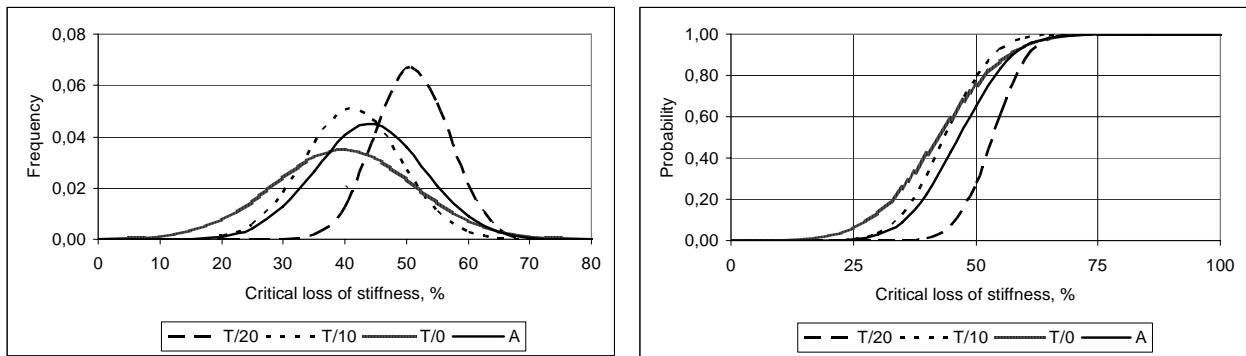 0,08
0,06
0,04
0,02
0,00
Frequency
0 10 20 30 40 50 60 70 80
Critical loss of stiffness, %
T/20 T/10 T/0 A
1,00
0,80
0,60
0,40
0,20
0,00
Probability
0 25 50 75 100
Critical loss of stiffness, %
T/20 T/10 T/0 A